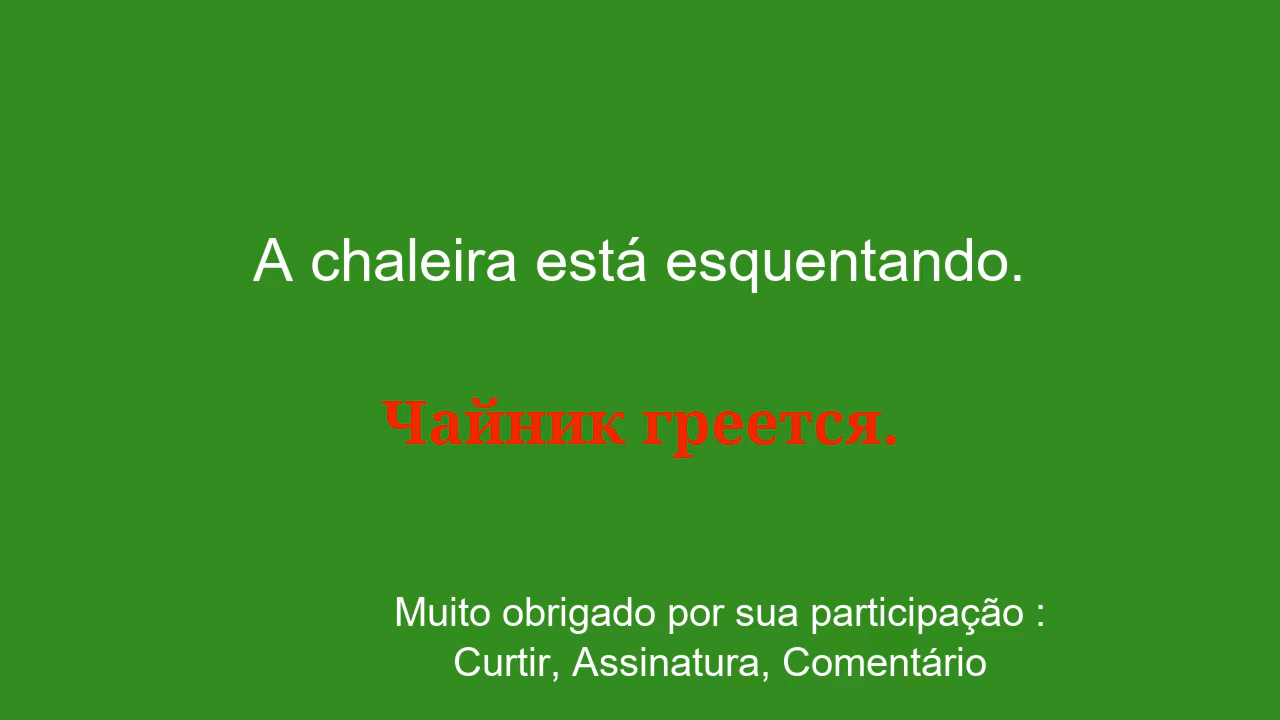 A chaleira está esquentando.
Чайник греется.
Muito obrigado por sua participação :
Curtir, Assinatura, Comentário